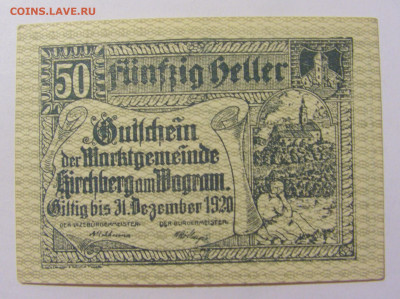 COINS.LAVE.RU
50 Fünfzig Heller
Gutschein
der Marktgemeinde
Kirchberg am Wagram.
Giltig bis 31. Dezember 1920
DER VIZEBÜRGERMEISTER DER BÜRGERMEISTER